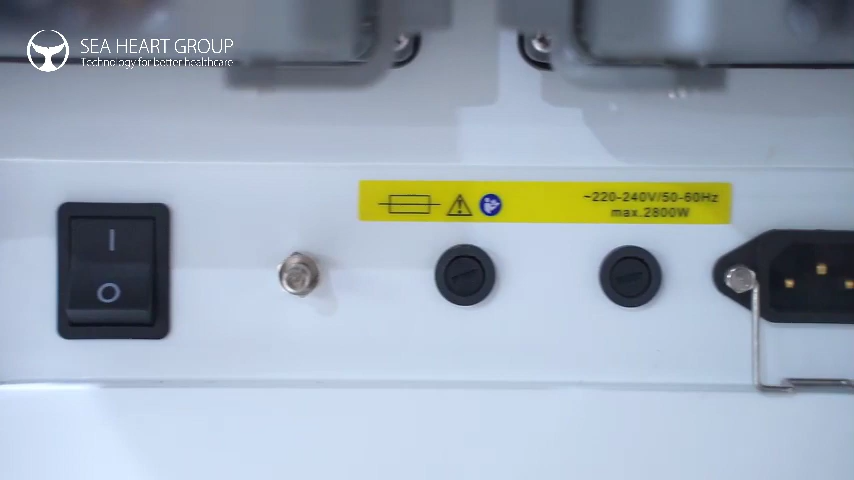 SEA HEART GROUP
Technology for better healthcare
~220-240V/50-60Hz
max.2800W